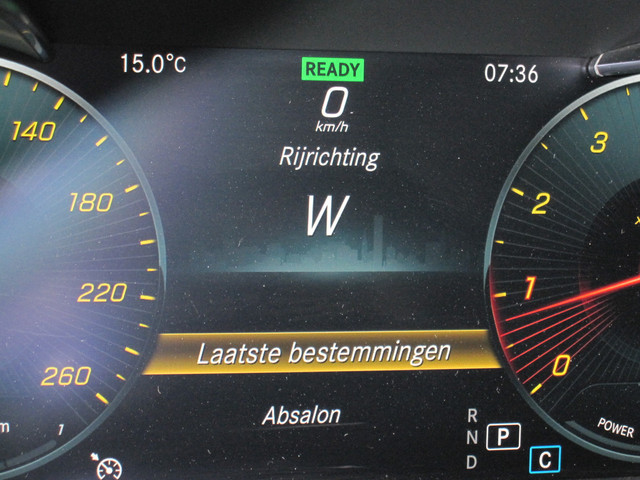 15.0°C
READY
07:36
0
km/h
Rijrichting
W
140
180
220
260
3
2
1
0
Laatste bestemmingen
Absalon
R
N
P
D
C
POWER
m
1
x